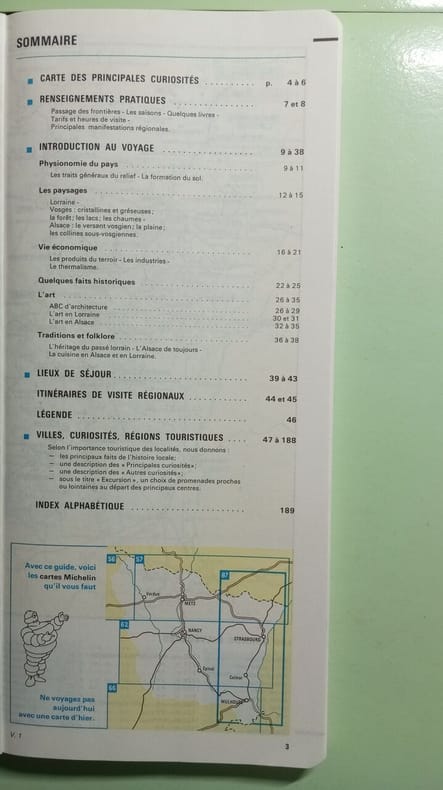 SOMMAIRE
CARTE DES PRINCIPALES CURIOSITÉS .......... p. 4 à 6
RENSEIGNEMENTS PRATIQUES ................ 7 et 8
Passage des frontières - Les saisons - Quelques livres -
Tarifs et heures de visite -
Principales manifestations régionales.
INTRODUCTION AU VOYAGE .................. 9 à 38
Physionomie du pays ...................... 9 à 11
Les traits généraux du relief - La formation du sol.
Les paysages ............................. 12 à 15
Lorraine -
Vosges : cristallines et gréseuses;
la forêt; les lacs; les chaumes -
Alsace : le versant vosgien; la plaine;
les collines sous-vosgiennes.
Vie économique ........................... 16 à 21
Les produits du terroir - Les industries -
Le thermalisme.
Quelques faits historiques ................ 22 à 25
L'art .................................... 26 à 35
ABC d'architecture ....................... 26 à 29
L'art en Lorraine ........................ 30 et 31
L'art en Alsace .......................... 32 à 35
Traditions et folklore ................... 36 à 38
L'héritage du passé lorrain - L'Alsace de toujours -
La cuisine en Alsace et en Lorraine.
LIEUX DE SÉJOUR .......................... 39 à 43
ITINÉRAIRES DE VISITE RÉGIONAUX .......... 44 et 45
LÉGENDE .................................. 46
VILLES, CURIOSITÉS, RÉGIONS TOURISTIQUES .... 47 à 188
Selon l'importance touristique des localités, nous donnons :
— les principaux faits de l'histoire locale;
— une description des « Principales curiosités»;
— une description des « Autres curiosités»;
— sous le titre « Excursion», un choix de promenades proches
ou lointaines au départ des principaux centres.
INDEX ALPHABÉTIQUE ....................... 189
Avec ce guide, voici
les cartes Michelin
qu'il vous faut
Ne voyages pas
aujourd'hui
avec une carte d'hier.
56
57
87
Verdun
METZ
62
NANCY
STRASBOURG
Épinal
Colmar
66
MULHOUSE
V. 1
3